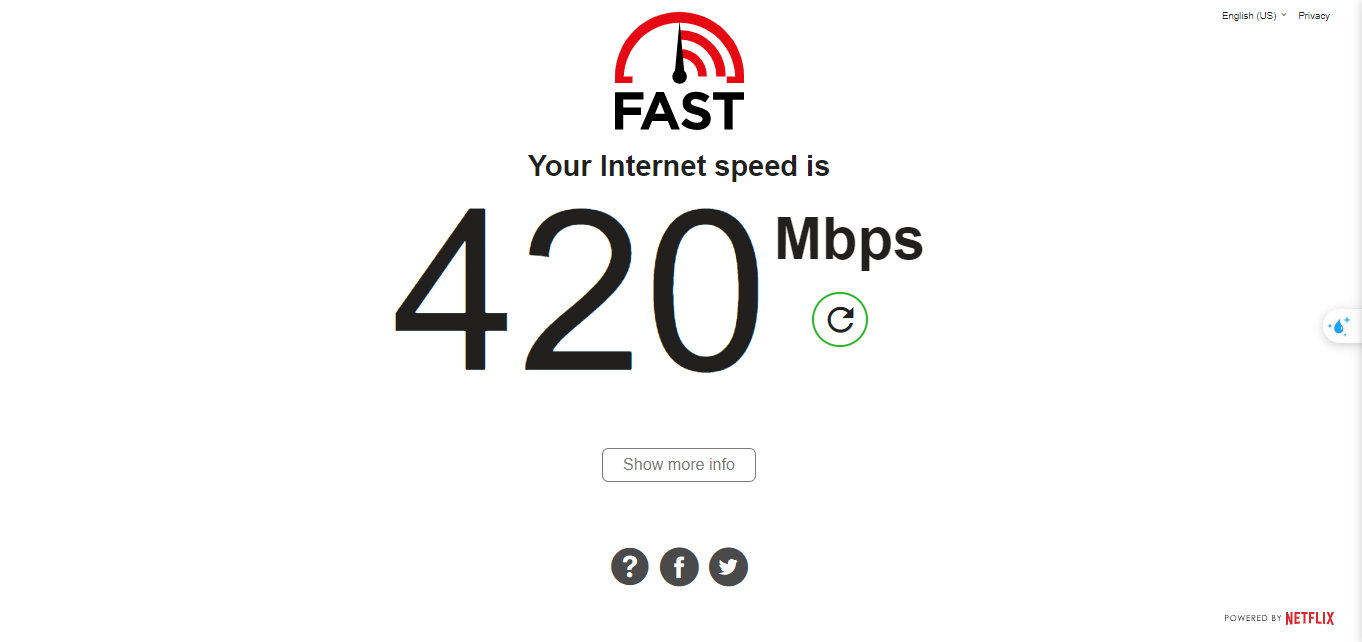 English (US) Privacy
FAST
Your Internet speed is
420 Mbps
Show more info
POWERED BY NETFLIX